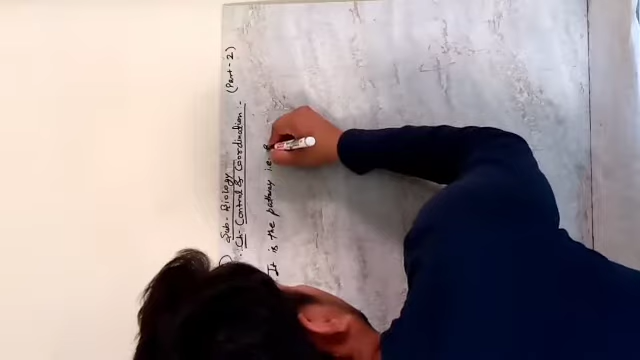 Sub - Biology
Ch - Control & Coordination - (Part - 2)
It is the pathway i.e